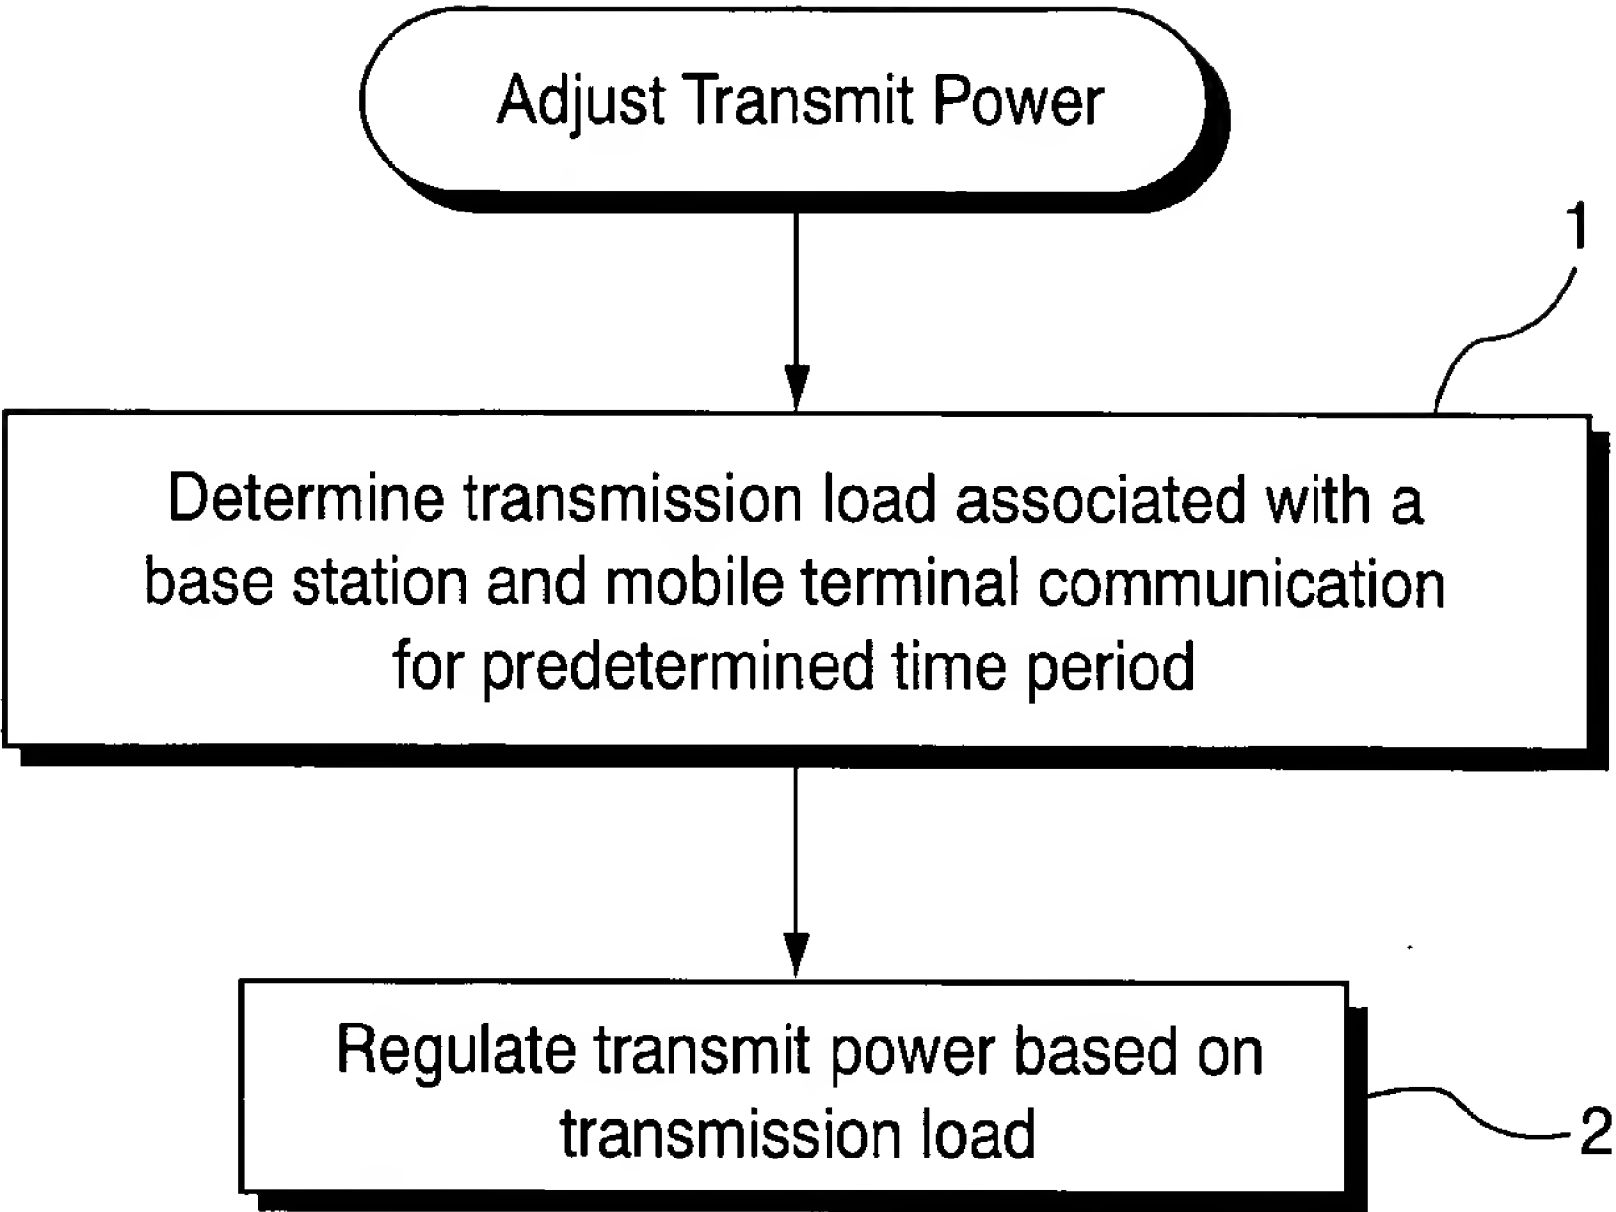 Adjust Transmit Power
1
Determine transmission load associated with a
base station and mobile terminal communication
for predetermined time period
Regulate transmit power based on
transmission load
2